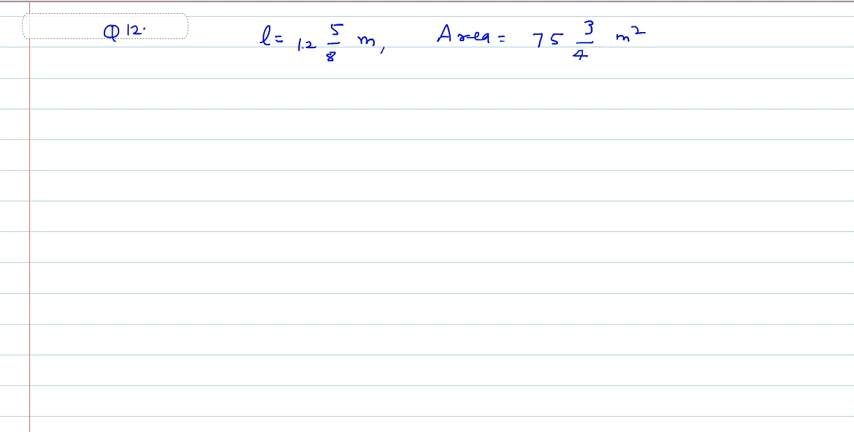 Q 12. l = 12 5/8 m, Area = 75 3/4 m²